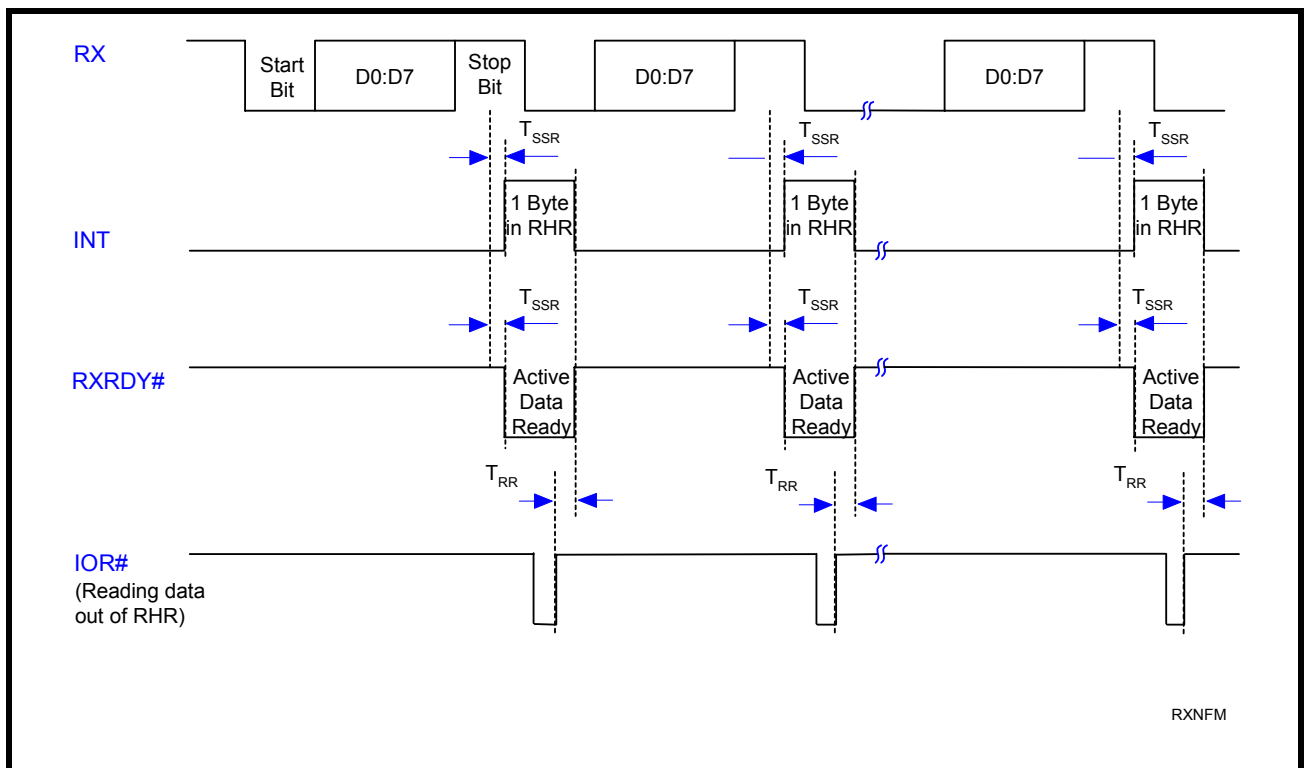 RX
Start
Bit
D0:D7
Stop
Bit
D0:D7
D0:D7
TSSR
TSSR
TSSR
INT
1 Byte
in RHR
1 Byte
in RHR
1 Byte
in RHR
TSSR
TSSR
TSSR
RXRDY#
Active
Data
Ready
Active
Data
Ready
Active
Data
Ready
TRR
TRR
TRR
IOR#
(Reading data
out of RHR)
RXNFM